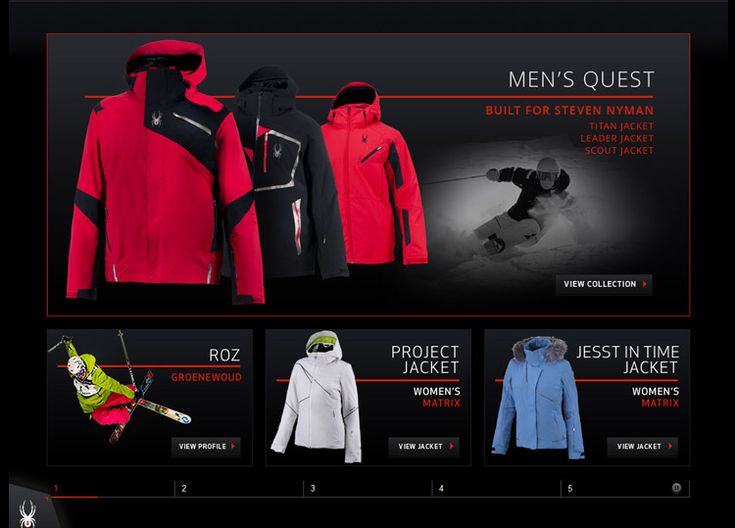 MEN'S QUEST
BUILT FOR STEVEN NYMAN
TITAN JACKET
LEADER JACKET
SCOUT JACKET
VIEW COLLECTION
ROZ
GROENEWOUD
VIEW PROFILE
PROJECT
JACKET
WOMEN'S
MATRIX
VIEW JACKET
JESST IN TIME
JACKET
WOMEN'S
MATRIX
VIEW JACKET
1 2 3 4 5